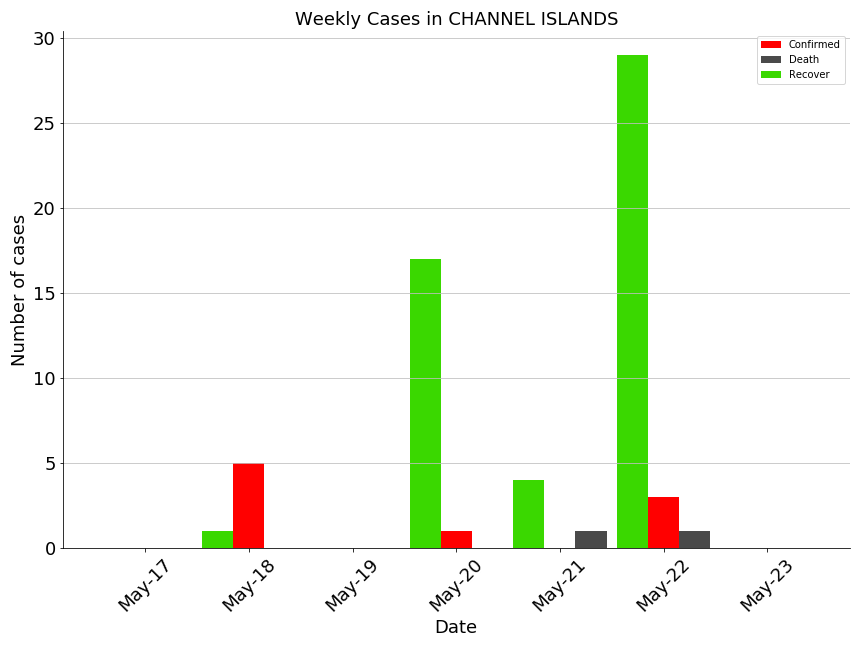 Weekly Cases in CHANNEL ISLANDS
Confirmed
Death
Recover
Number of cases
30
25
20
15
10
5
0
May-17
May-18
May-19
May-20
May-21
May-22
May-23
Date